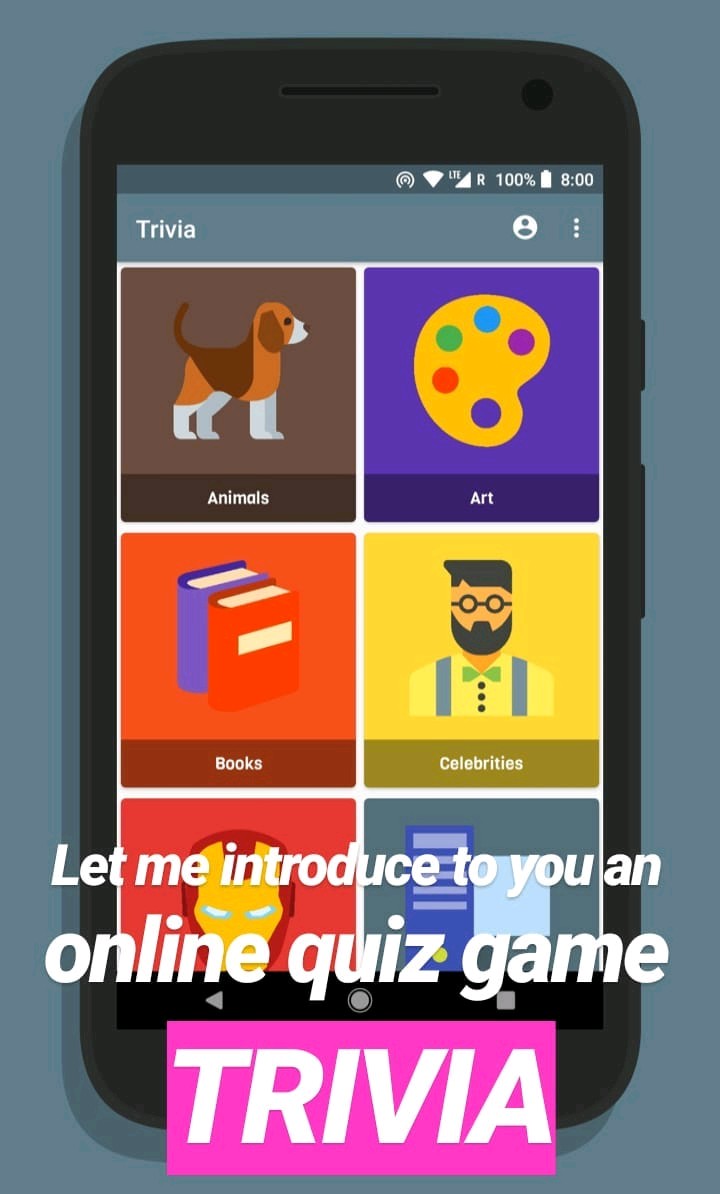 LTE R 100% 8:00
Trivia
Animals Art
Books Celebrities
Let me introduce to you an
online quiz game
TRIVIA